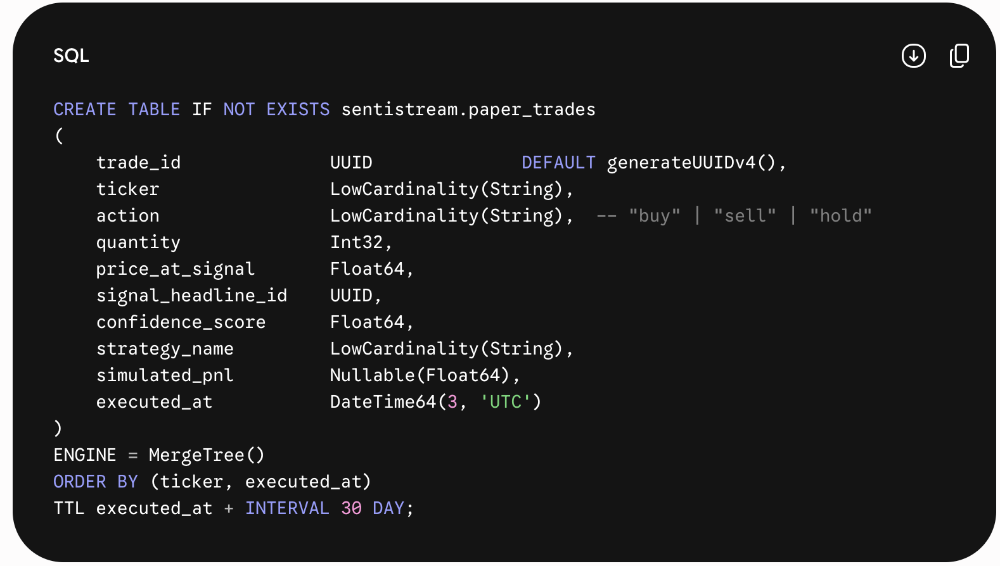 SQL
CREATE TABLE IF NOT EXISTS sentistream.paper_trades
(
    trade_id              UUID              DEFAULT generateUUIDv4(),
    ticker                LowCardinality(String),
    action                LowCardinality(String),  -- "buy" | "sell" | "hold"
    quantity              Int32,
    price_at_signal       Float64,
    signal_headline_id    UUID,
    confidence_score      Float64,
    strategy_name         LowCardinality(String),
    simulated_pnl         Nullable(Float64),
    executed_at           DateTime64(3, 'UTC')
)
ENGINE = MergeTree()
ORDER BY (ticker, executed_at)
TTL executed_at + INTERVAL 30 DAY;